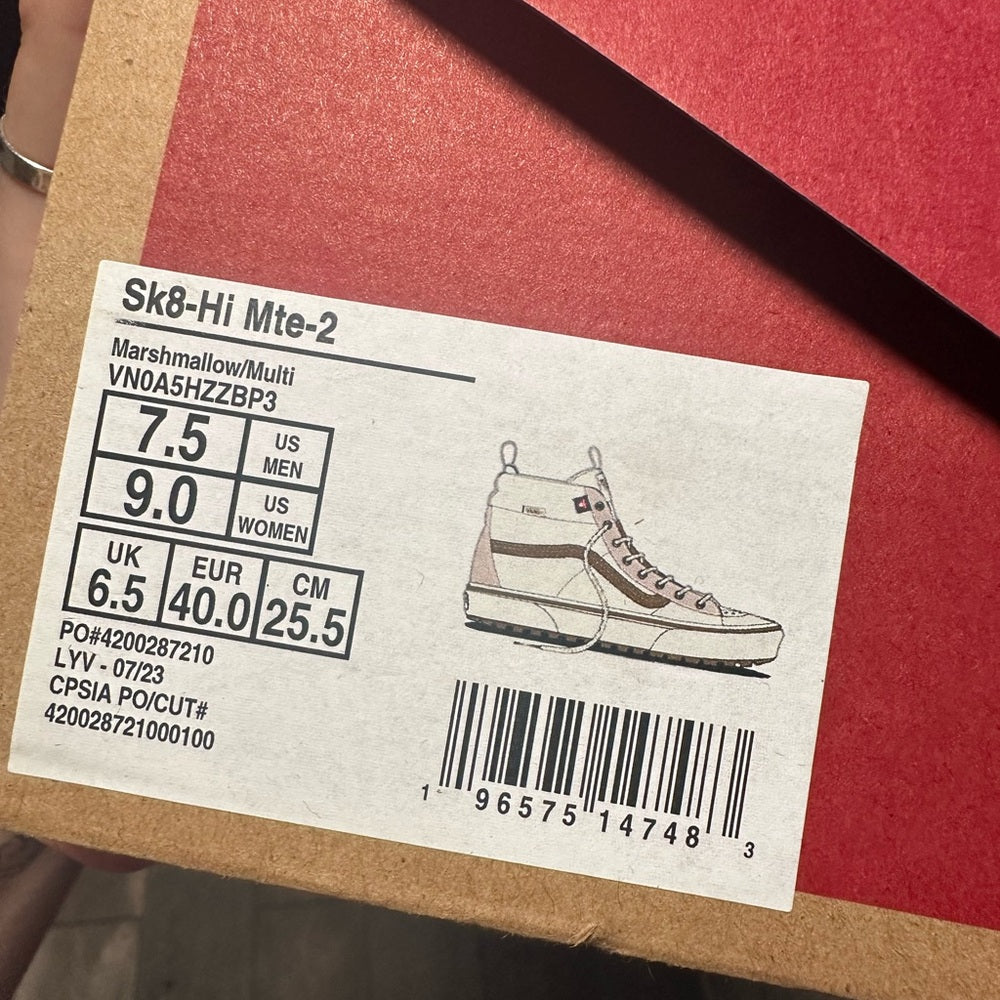 Sk8-Hi Mte-2
Marshmallow/Multi
VN0A5HZZBP3
7.5 US MEN
9.0 US WOMEN
UK EUR CM
6.5 40.0 25.5
PO#4200287210
LYV - 07/23
CPSIA PO/CUT#
420028721000100
1 96575 14748 3